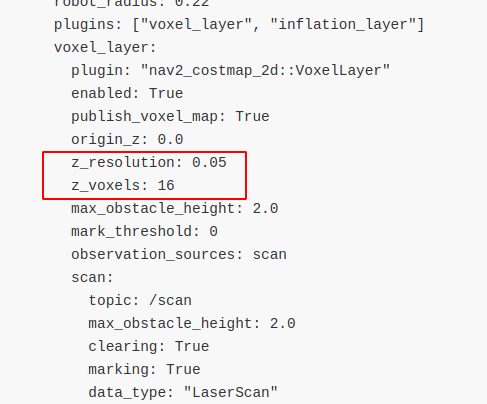 robot_radius: 0.22
plugins: ["voxel_layer", "inflation_layer"]
voxel_layer:
plugin: "nav2_costmap_2d::VoxelLayer"
enabled: True
publish_voxel_map: True
origin_z: 0.0
z_resolution: 0.05
z_voxels: 16
max_obstacle_height: 2.0
mark_threshold: 0
observation_sources: scan
scan:
topic: /scan
max_obstacle_height: 2.0
clearing: True
marking: True
data_type: "LaserScan"